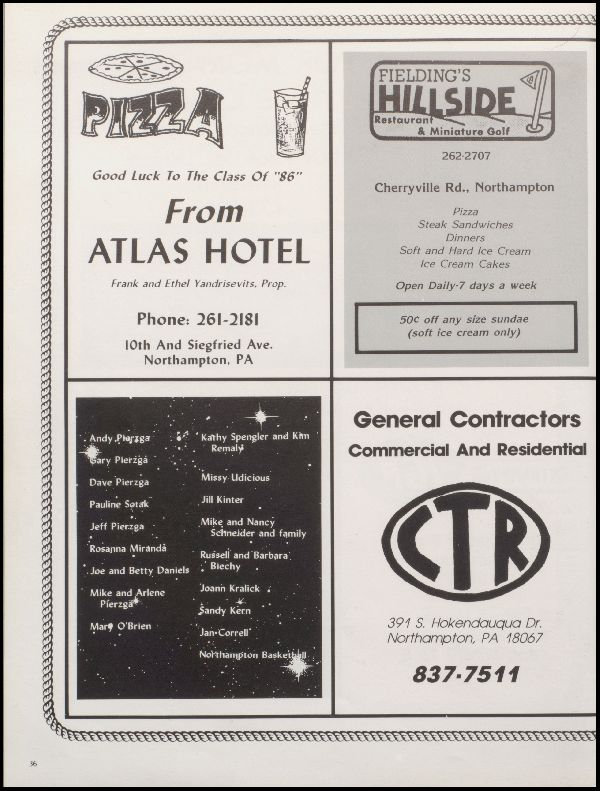 PIZZA
Good Luck To The Class Of "86"
From
ATLAS HOTEL
Frank and Ethel Yandrisevits, Prop.
Phone: 261-2181
10th And Siegfried Ave.
Northampton, PA
FIELDING'S
HILLSIDE
Restaurant
& Miniature Golf
262-2707
Cherryville Rd., Northampton
Pizza
Steak Sandwiches
Dinners
Soft and Hard Ice Cream
Ice Cream Cakes
Open Daily-7 days a week
50¢ off any size sundae
(soft ice cream only)
Andy Pierzga
Gary Pierzga
Dave Pierzga
Pauline Sotak
Jeff Pierzga
Rosanna Miranda
Joe and Betty Daniels
Mike and Arlene
Pierzga
Mary O'Brien
Kathy Spengler and Kim
Remaly
Missy Udicious
Jill Kinter
Mike and Nancy
Schneider and family
Russell and Barbara
Biechy
Joann Kralick
Sandy Kern
Jan Correll
Northampton Basketball
General Contractors
Commercial And Residential
CTR
391 S. Hokendauqua Dr.
Northampton, PA 18067
837-7511
36